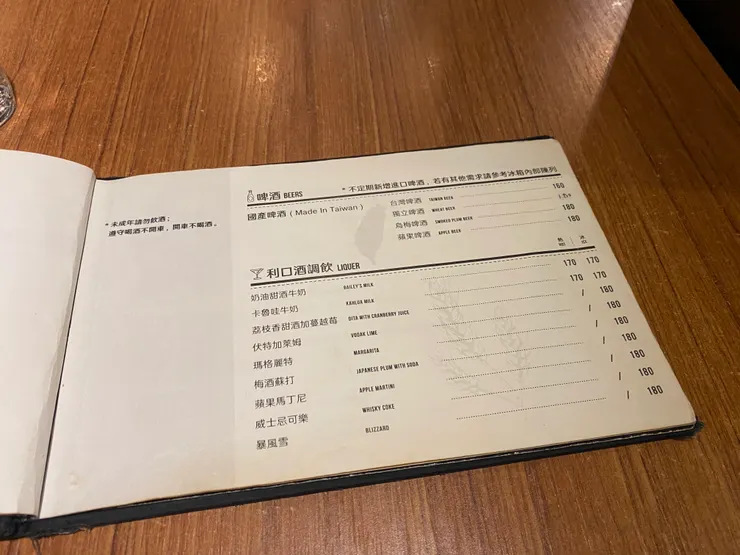 * 未成年請勿飲酒;
遵守喝酒不開車，開車不喝酒。
啤酒 BEERS * 不定期新增進口啤酒，若有其他需求請參考冰箱內部陳列
國產啤酒 ( Made In Taiwan ) 台灣啤酒 TAIWAN BEER 160
獨立啤酒 WHEAT BEER
烏梅啤酒 SMOKED PLUM BEER 180
蘋果啤酒 APPLE BEER 180
利口酒調飲 LIQUER 熱 | 冰
奶油甜酒牛奶 BAILEY'S MILK 170 170
卡魯哇牛奶 KAHLUA MILK 170 170
荔枝香甜酒加蔓越莓 DITA WITH CRANBERRY JUICE / 180
伏特加萊姆 VODAK LIME / 180
瑪格麗特 MARGARITA / 180
梅酒蘇打 JAPANESE PLUM WITH SODA / 180
蘋果馬丁尼 APPLE MARTINI / 180
威士忌可樂 WHISKY COKE / 180
暴風雪 BLIZZARD / 180